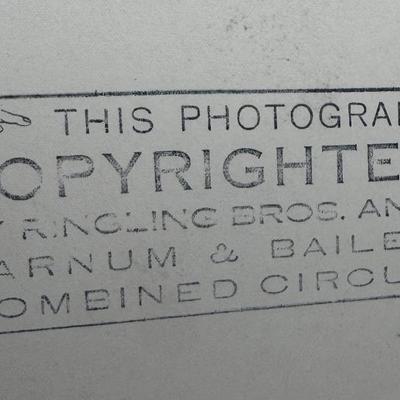 THIS PHOTOGRAP
OPYRIGHTE
Y RINGLING BROS. AN
ARNUM & BAILE
OMBINED CIRCU